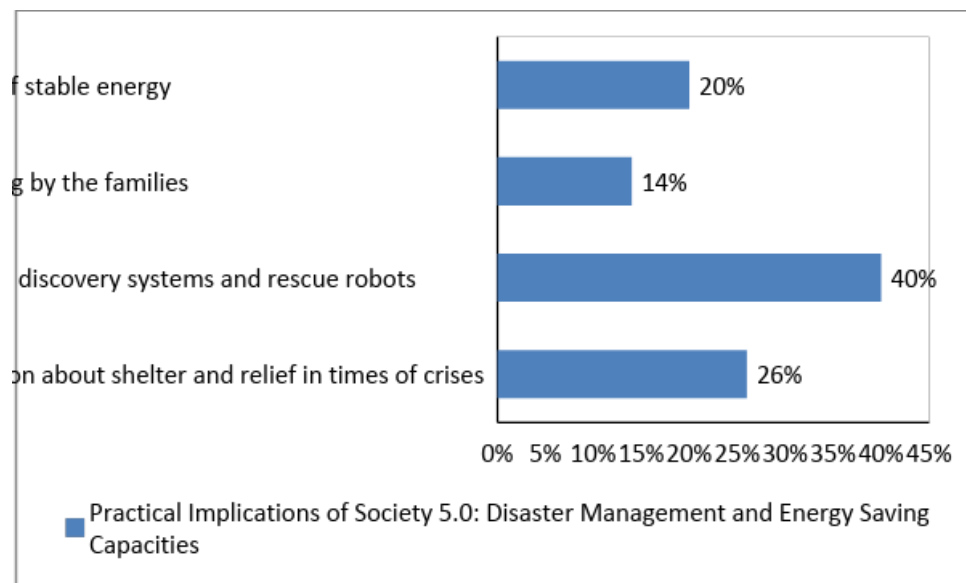 stable energy
20%
by the families
14%
discovery systems and rescue robots
40%
about shelter and relief in times of crises
26%
0% 5% 10% 15% 20% 25% 30% 35% 40% 45%
Practical Implications of Society 5.0: Disaster Management and Energy Saving
Capacities